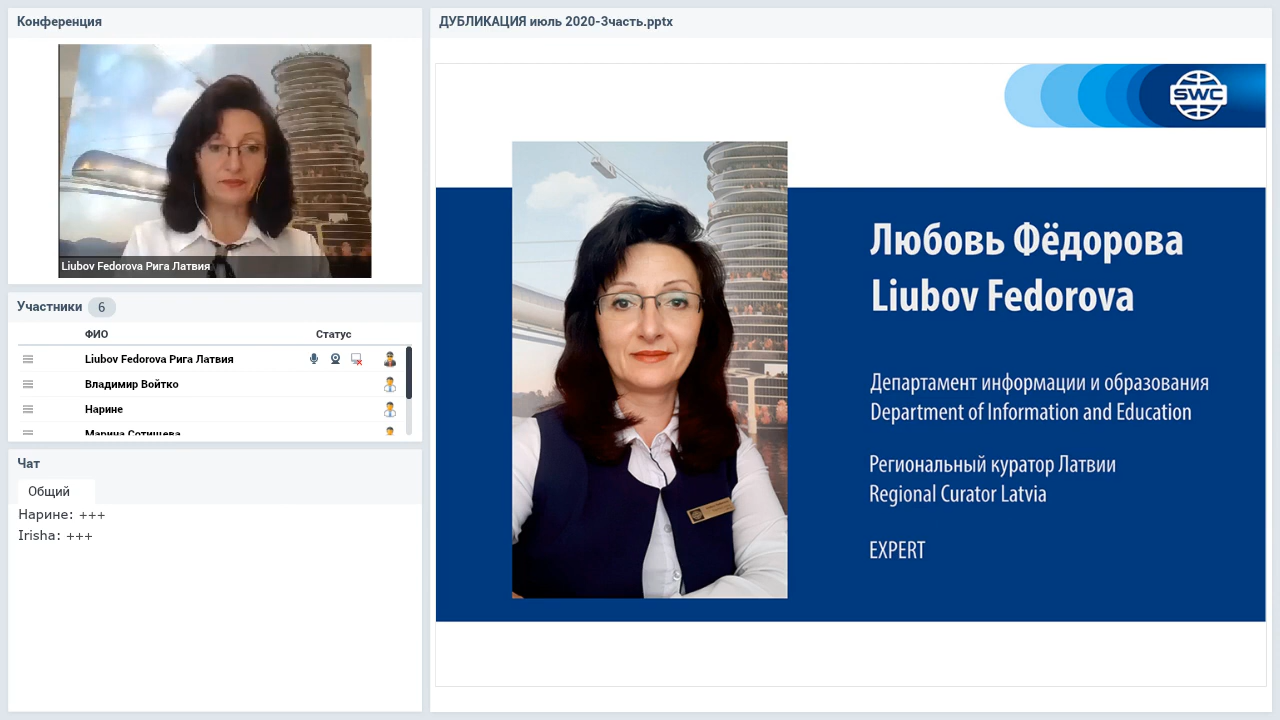 Конференция
Liubov Fedorova Рига Латвия
Участники 6
ФИО Статус
Liubov Fedorova Рига Латвия
Владимир Войтко
Нарине
Марина Сотищева
Чат
Общий
Нарине: +++
Irisha: +++
ДУБЛИКАЦИЯ июль 2020-3часть.pptx
SWC
Любовь Фёдорова
Liubov Fedorova
Департамент информации и образования
Department of Information and Education
Региональный куратор Латвии
Regional Curator Latvia
EXPERT